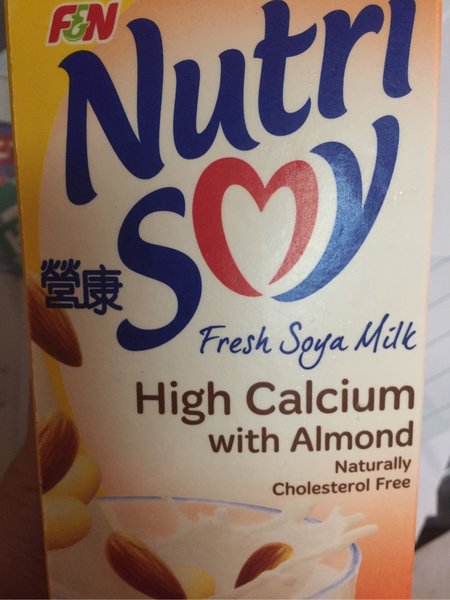 F&N
Nutri
Soy
營康
Fresh Soya Milk
High Calcium
with Almond
Naturally
Cholesterol Free